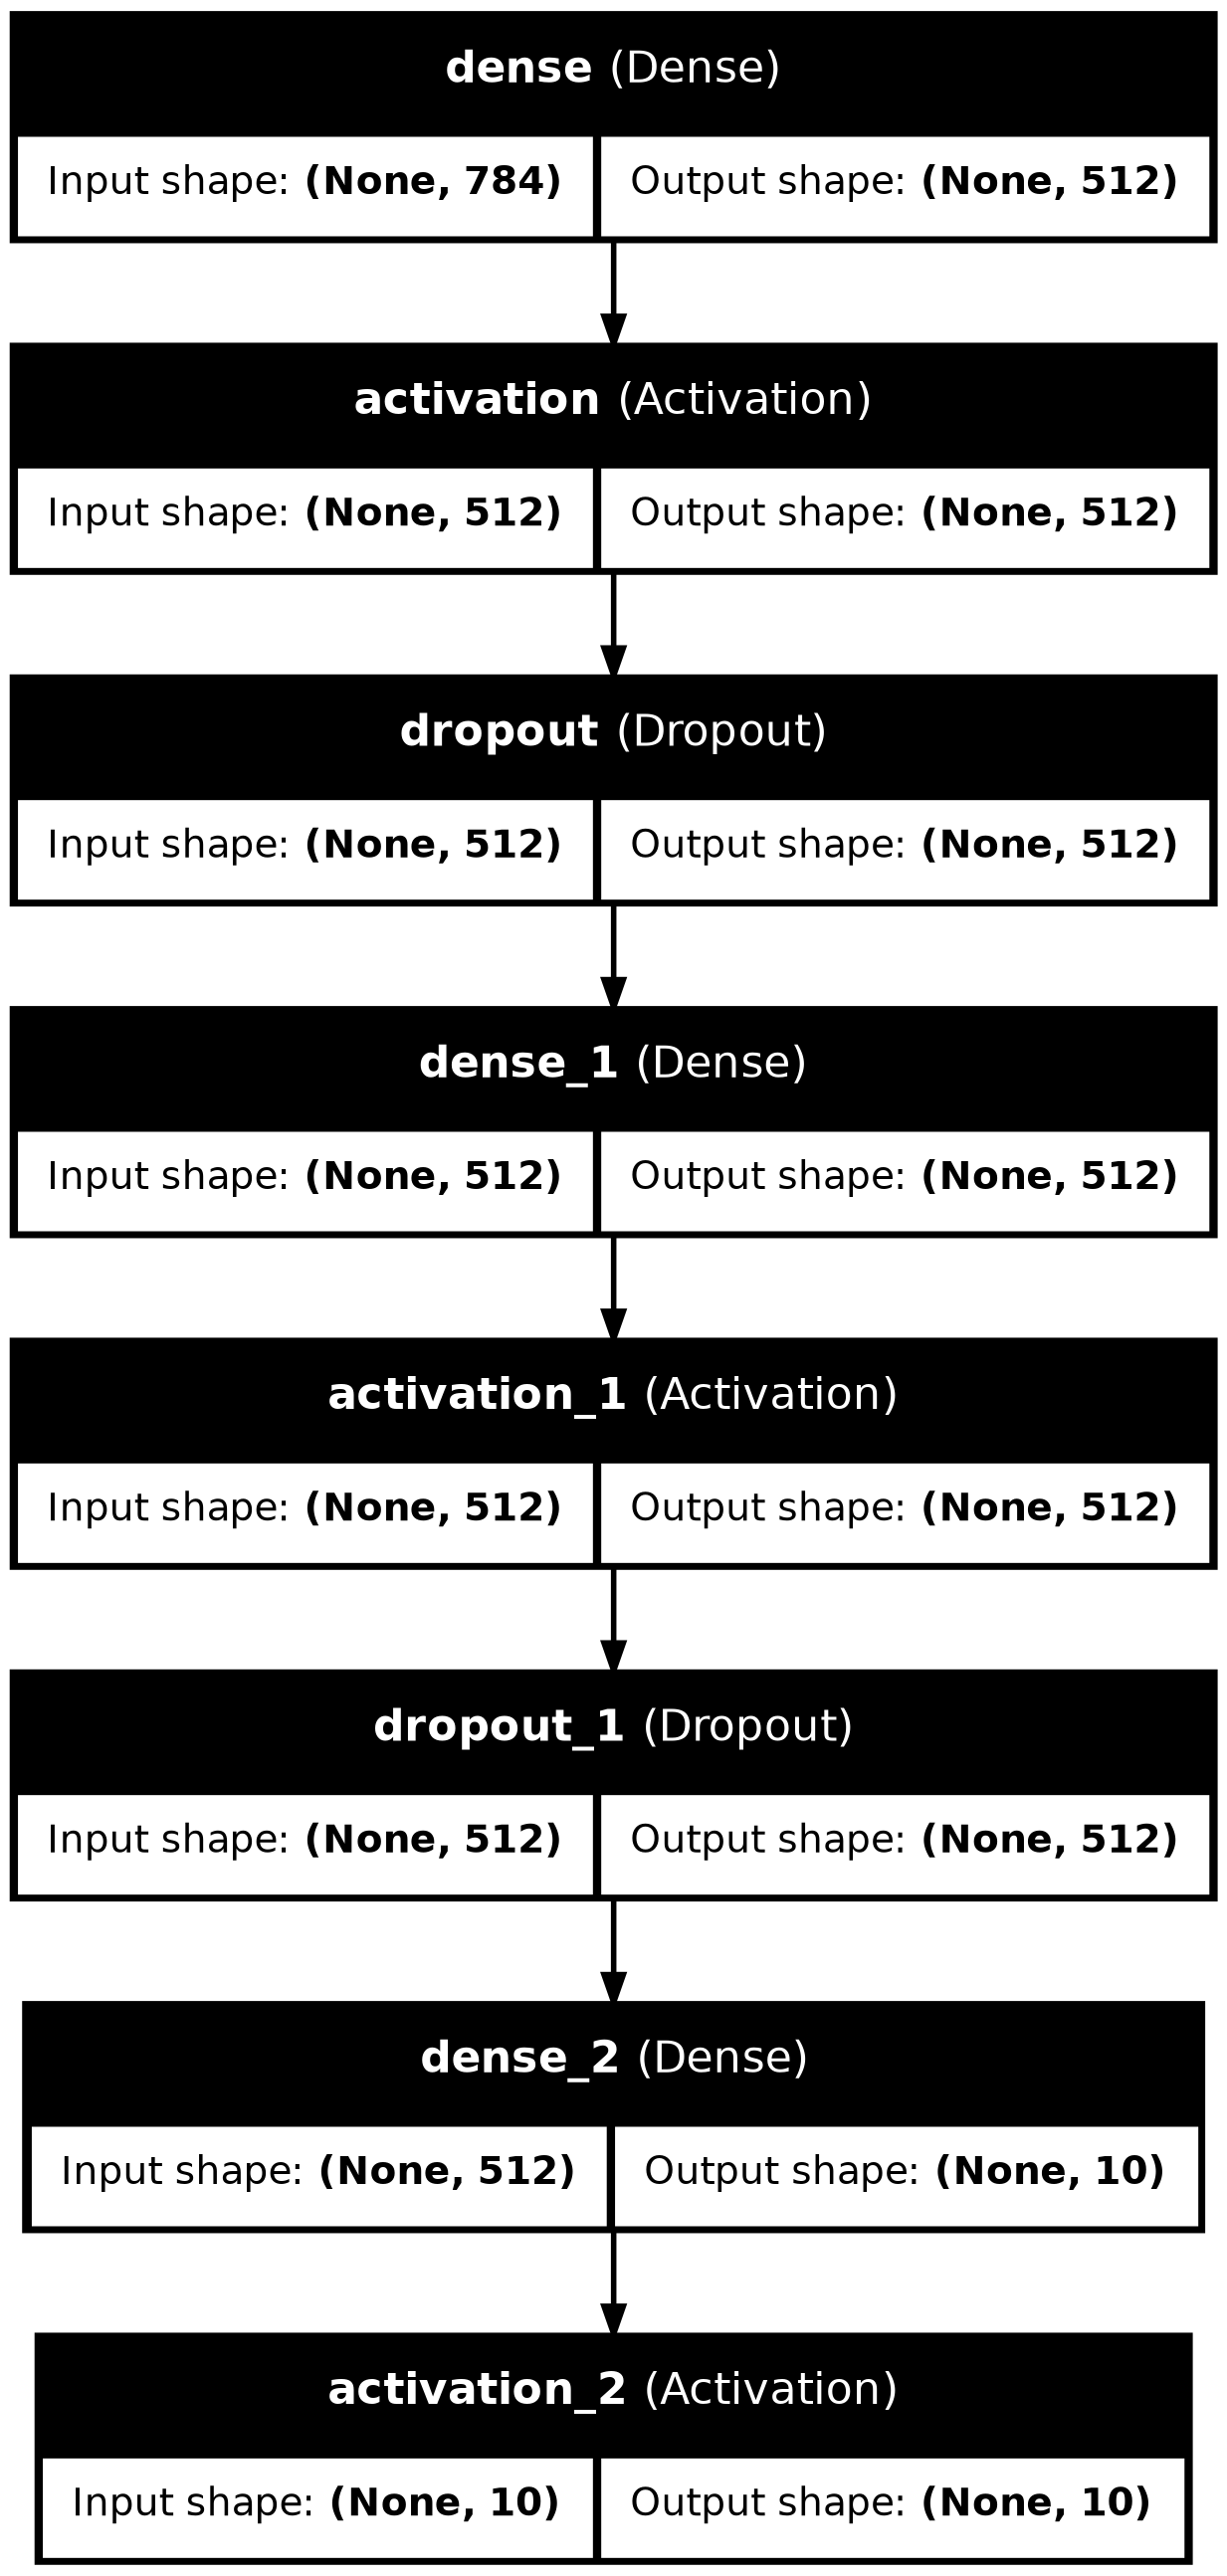 dense (Dense)
Input shape: (None, 784) Output shape: (None, 512)
activation (Activation)
Input shape: (None, 512) Output shape: (None, 512)
dropout (Dropout)
Input shape: (None, 512) Output shape: (None, 512)
dense_1 (Dense)
Input shape: (None, 512) Output shape: (None, 512)
activation_1 (Activation)
Input shape: (None, 512) Output shape: (None, 512)
dropout_1 (Dropout)
Input shape: (None, 512) Output shape: (None, 512)
dense_2 (Dense)
Input shape: (None, 512) Output shape: (None, 10)
activation_2 (Activation)
Input shape: (None, 10) Output shape: (None, 10)